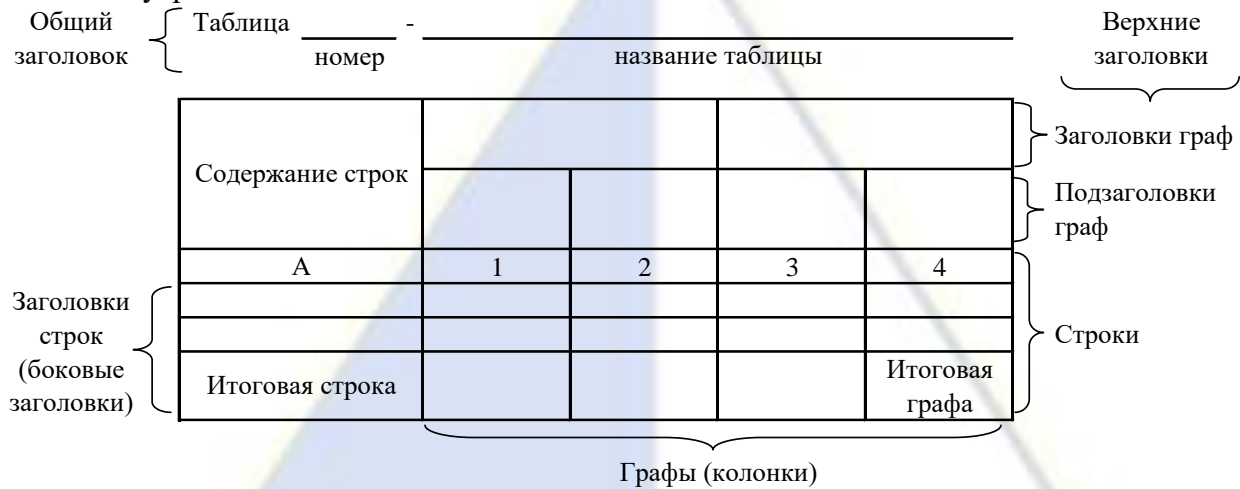 Общий
заголовок
Таблица -
номер
название таблицы
Верхние
заголовки
Содержание строк
Заголовки граф
Подзаголовки
граф
А 1 2 3 4
Заголовки
строк
(боковые
заголовки)
Строки
Итоговая строка
Итоговая
графа
Графы (колонки)